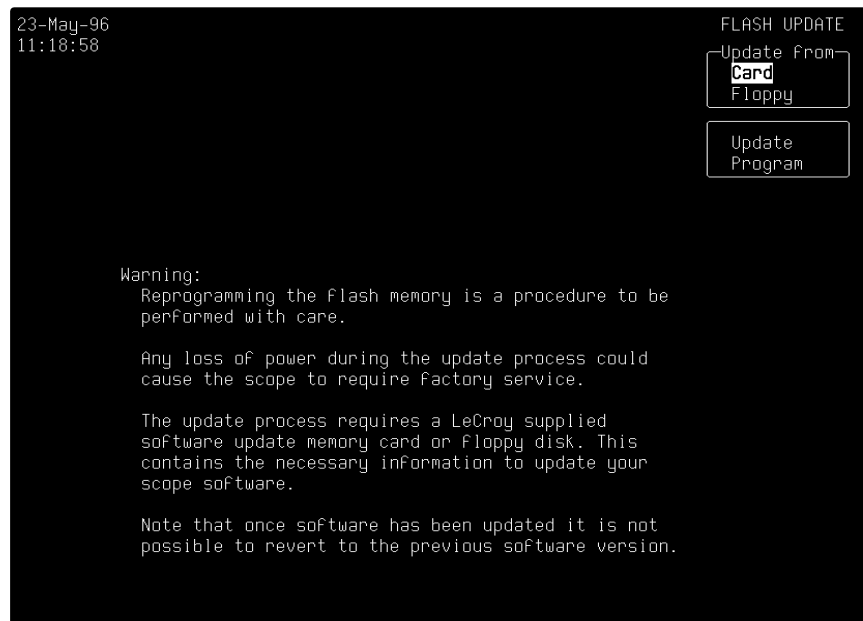 23-May-96
11:18:58
FLASH UPDATE
Update from
Card
Floppy
Update
Program
Warning:
Reprogramming the flash memory is a procedure to be
performed with care.
Any loss of power during the update process could
cause the scope to require factory service.
The update process requires a LeCroy supplied
software update memory card or floppy disk. This
contains the necessary information to update your
scope software.
Note that once software has been updated it is not
possible to revert to the previous software version.